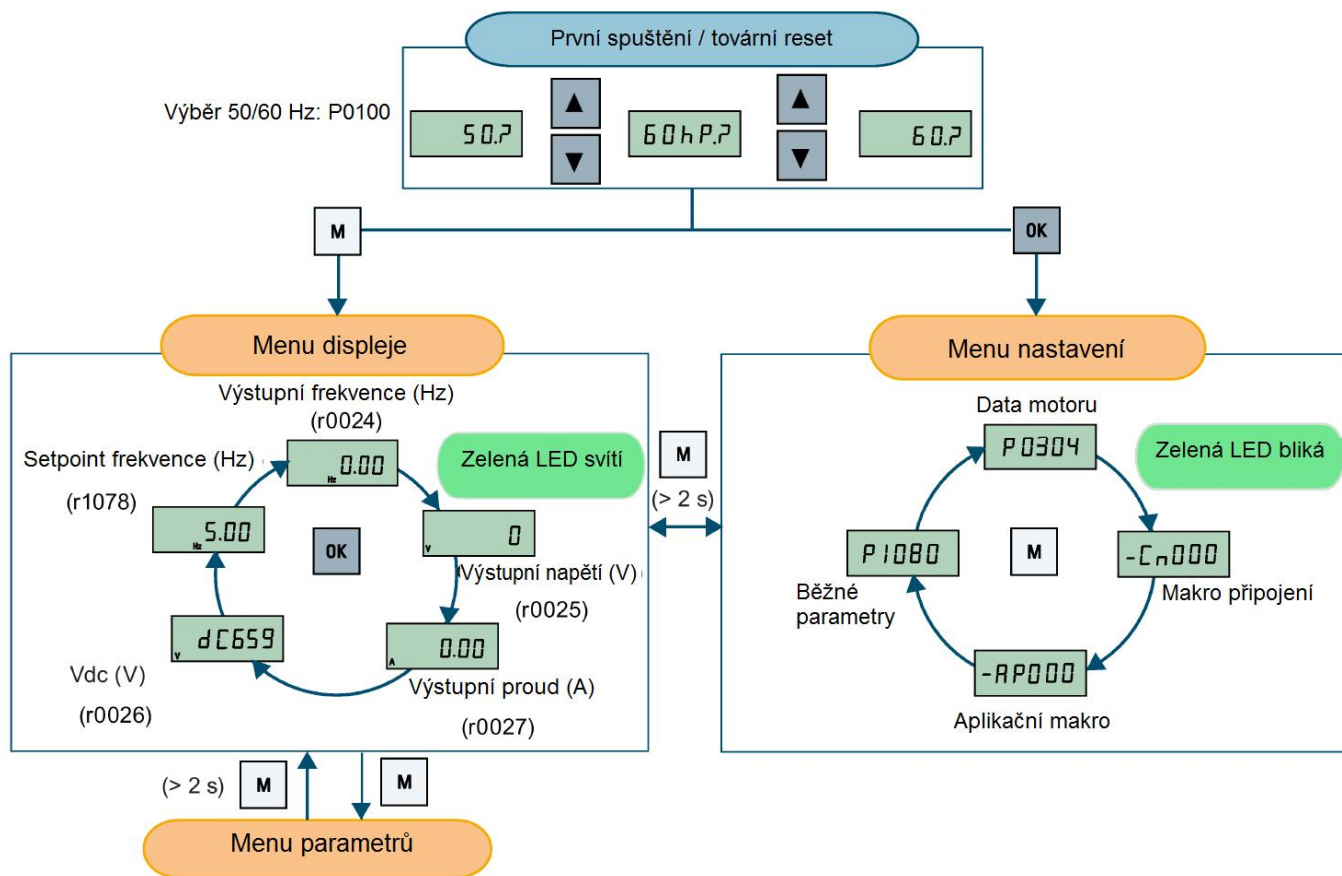 První spuštění / tovární reset
Výběr 50/60 Hz: P0100
50.?
60hP.?
60.?
M
OK
Menu displeje
Menu nastavení
Výstupní frekvence (Hz)
(r0024)
Hz 0.00
Zelená LED svítí
Setpoint frekvence (Hz)
(r1078)
Hz 5.00
OK
V 0
Výstupní napětí (V)
(r0025)
V dC659
Vdc (V)
(r0026)
A 0.00
Výstupní proud (A)
(r0027)
M
(> 2 s)
Data motoru
P0304
Zelená LED bliká
P1080
Běžné
parametry
M
-Cn000
Makro připojení
-AP000
Aplikační makro
(> 2 s)
M
M
Menu parametrů